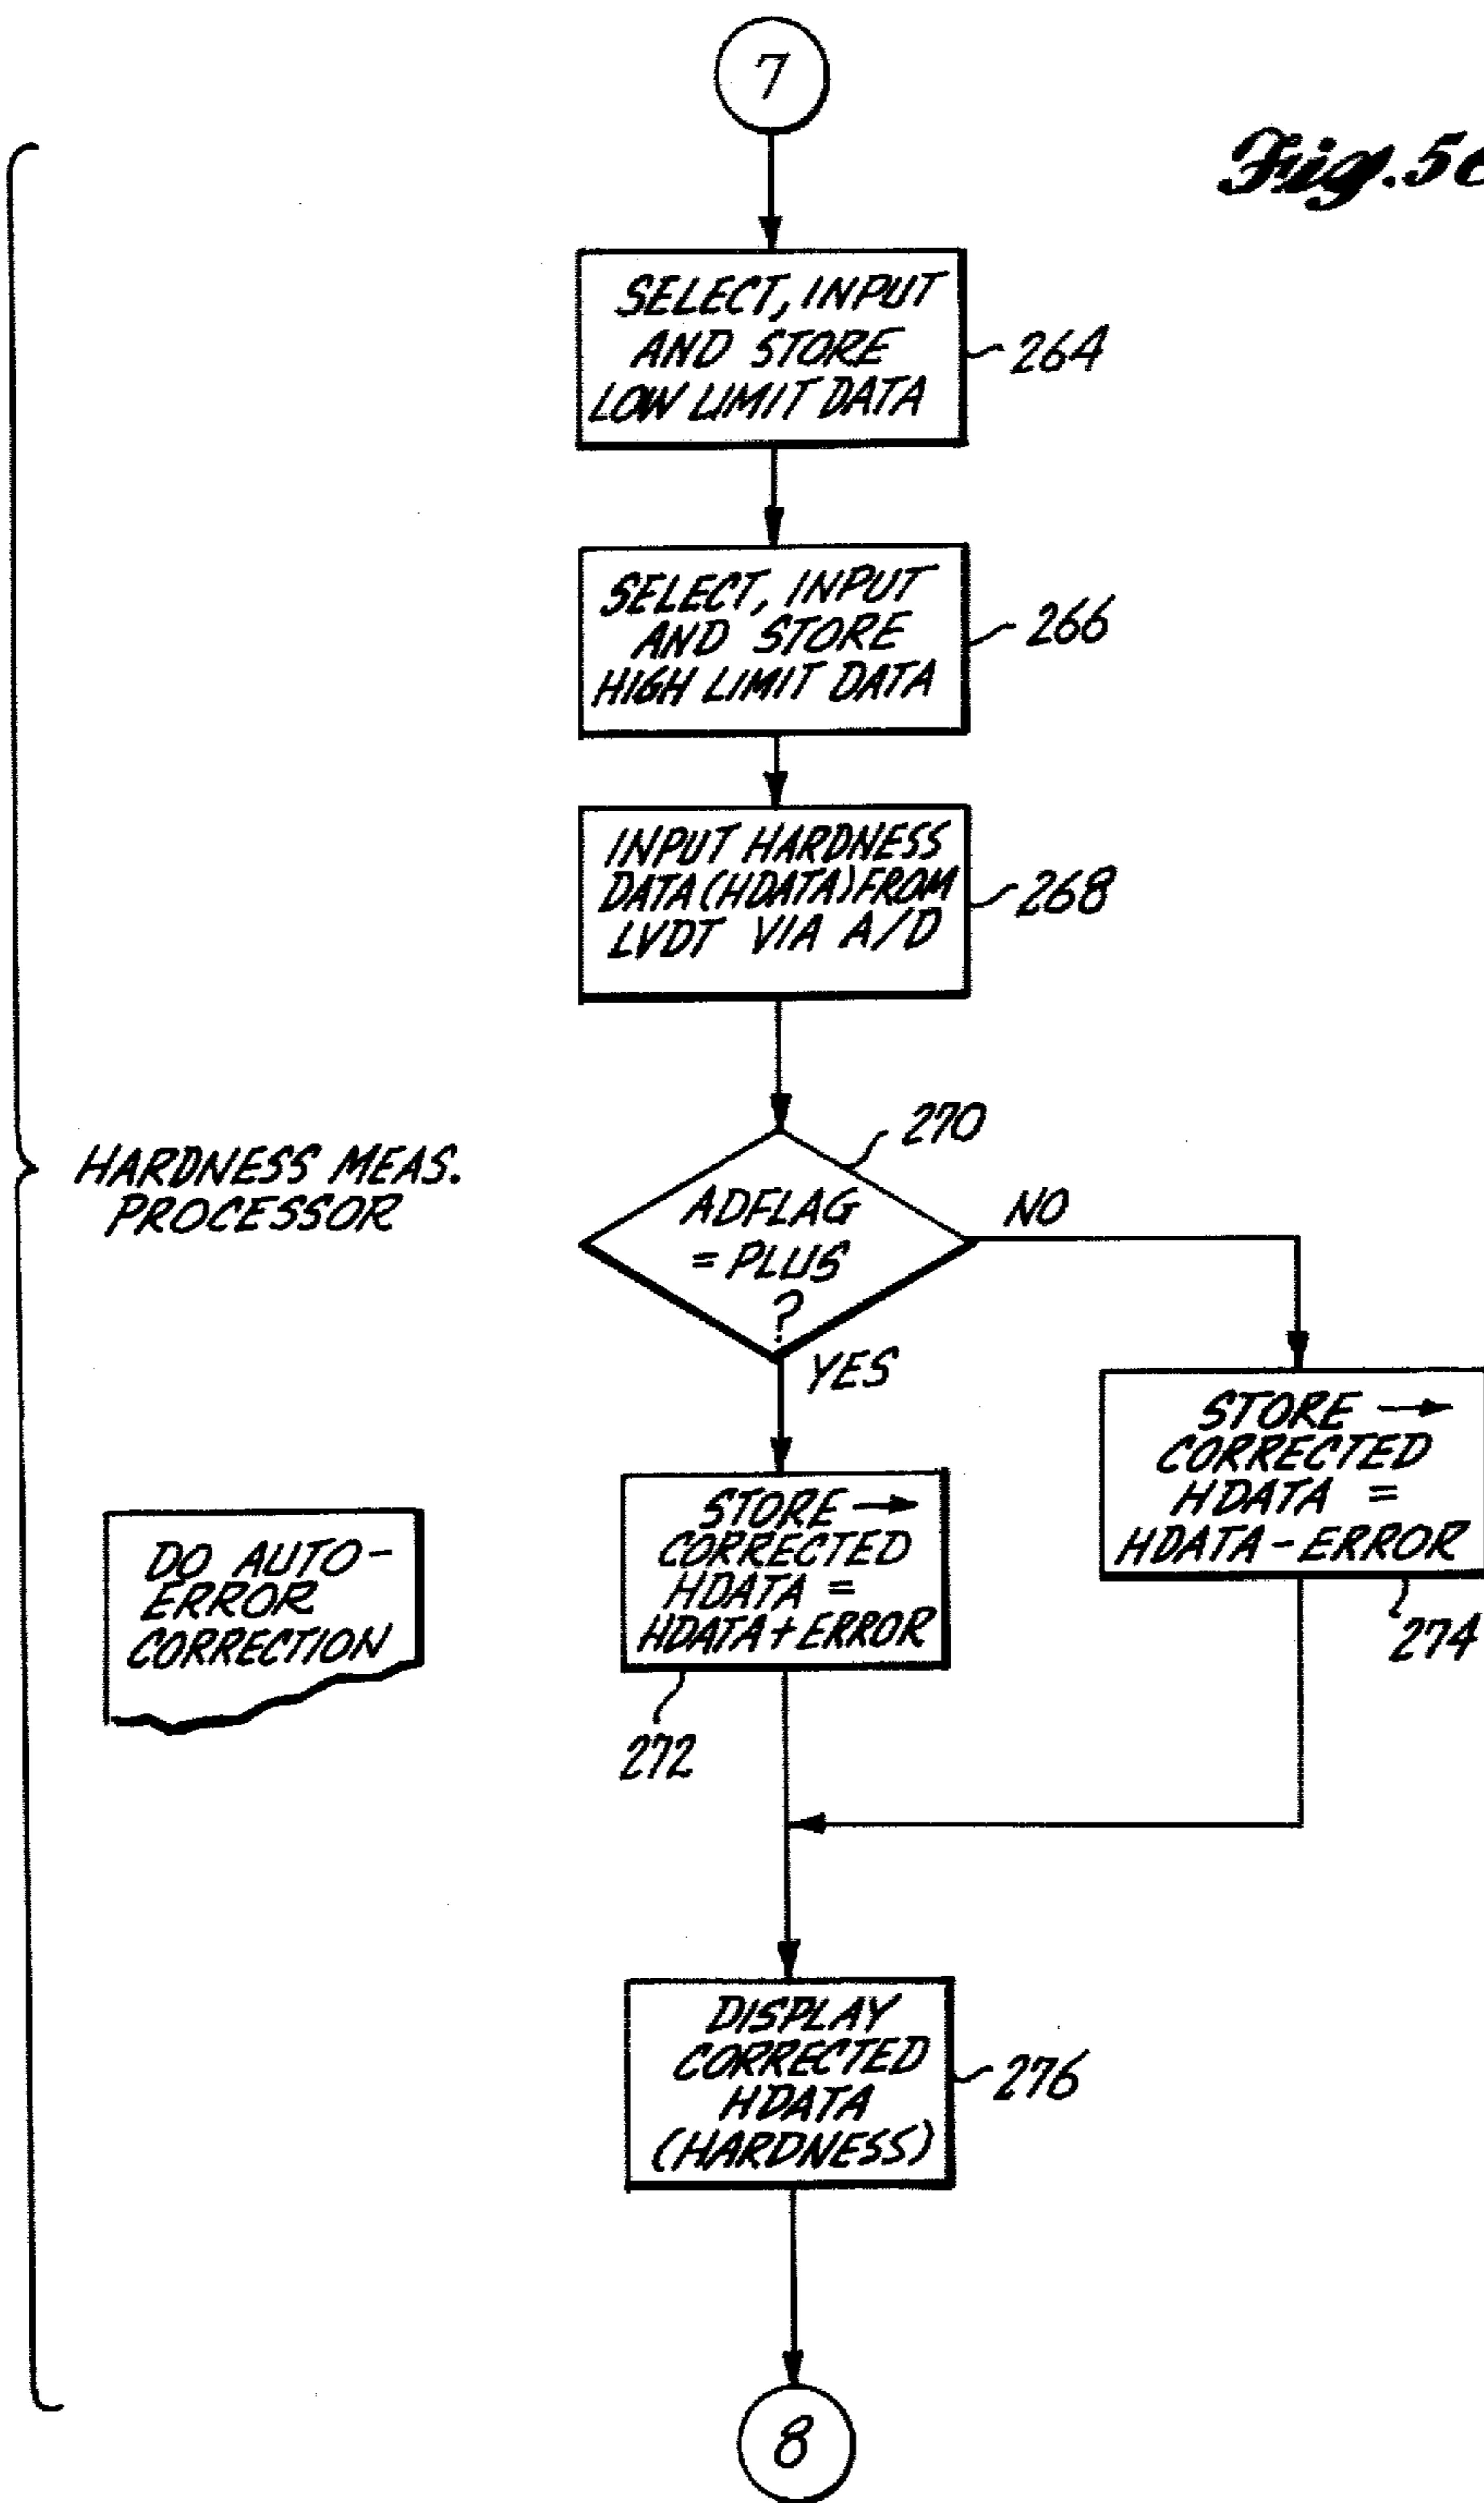 7
Fig. 5
SELECT, INPUT
AND STORE
LOW LIMIT DATA
264
SELECT, INPUT
AND STORE
HIGH LIMIT DATA
266
INPUT HARDNESS
DATA (HDATA) FROM
LVDT VIA A/D
268
270
HARDNESS MEAS.
PROCESSOR
ADFLAG
= PLUS
?
NO
YES
STORE →
CORRECTED
HDATA =
HDATA - ERROR
274
DO AUTO-
ERROR
CORRECTION
STORE →
CORRECTED
HDATA =
HDATA + ERROR
272
DISPLAY
CORRECTED
HDATA
(HARDNESS)
276
8